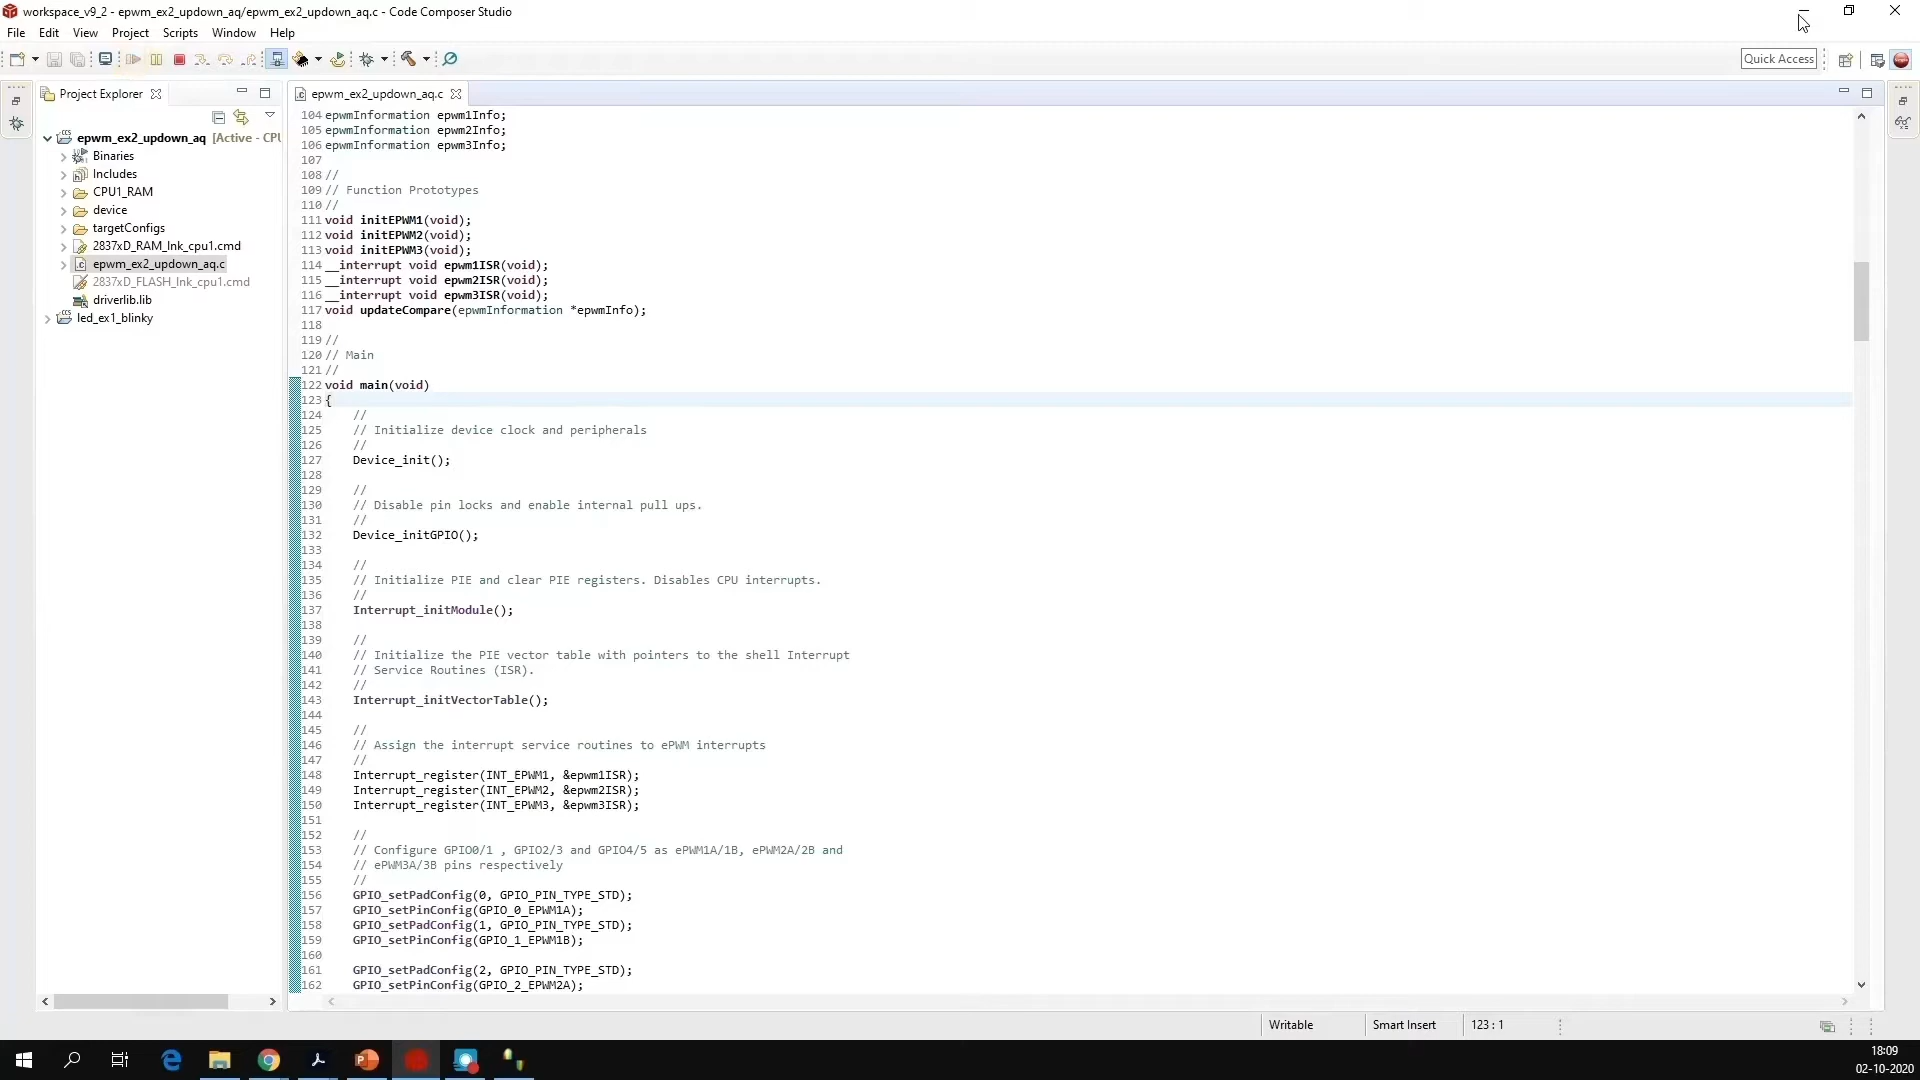 workspace_v9_2 - epwm_ex2_updown_aq/epwm_ex2_updown_aq.c - Code Composer Studio
File Edit View Project Scripts Window Help
Quick Access
Project Explorer
epwm_ex2_updown_aq.c
epwm_ex2_updown_aq [Active - CPU
Binaries
Includes
CPU1_RAM
device
targetConfigs
2837xD_RAM_lnk_cpu1.cmd
epwm_ex2_updown_aq.c
2837xD_FLASH_lnk_cpu1.cmd
driverlib.lib
led_ex1_blinky
104 epwmInformation epwm1Info;
105 epwmInformation epwm2Info;
106 epwmInformation epwm3Info;
107
108 //
109 // Function Prototypes
110 //
111 void initEPWM1(void);
112 void initEPWM2(void);
113 void initEPWM3(void);
114 __interrupt void epwm1ISR(void);
115 __interrupt void epwm2ISR(void);
116 __interrupt void epwm3ISR(void);
117 void updateCompare(epwmInformation *epwmInfo);
118
119 //
120 // Main
121 //
122 void main(void)
123 {
124 //
125 // Initialize device clock and peripherals
126 //
127 Device_init();
128
129 //
130 // Disable pin locks and enable internal pull ups.
131 //
132 Device_initGPIO();
133
134 //
135 // Initialize PIE and clear PIE registers. Disables CPU interrupts.
136 //
137 Interrupt_initModule();
138
139 //
140 // Initialize the PIE vector table with pointers to the shell Interrupt
141 // Service Routines (ISR).
142 //
143 Interrupt_initVectorTable();
144
145 //
146 // Assign the interrupt service routines to ePWM interrupts
147 //
148 Interrupt_register(INT_EPWM1, &epwm1ISR);
149 Interrupt_register(INT_EPWM2, &epwm2ISR);
150 Interrupt_register(INT_EPWM3, &epwm3ISR);
151
152 //
153 // Configure GPIO0/1 , GPIO2/3 and GPIO4/5 as ePWM1A/1B, ePWM2A/2B and
154 // ePWM3A/3B pins respectively
155 //
156 GPIO_setPadConfig(0, GPIO_PIN_TYPE_STD);
157 GPIO_setPinConfig(GPIO_0_EPWM1A);
158 GPIO_setPadConfig(1, GPIO_PIN_TYPE_STD);
159 GPIO_setPinConfig(GPIO_1_EPWM1B);
160
161 GPIO_setPadConfig(2, GPIO_PIN_TYPE_STD);
162 GPIO_setPinConfig(GPIO_2_EPWM2A);
Writable Smart Insert 123 : 1
18:09
02-10-2020